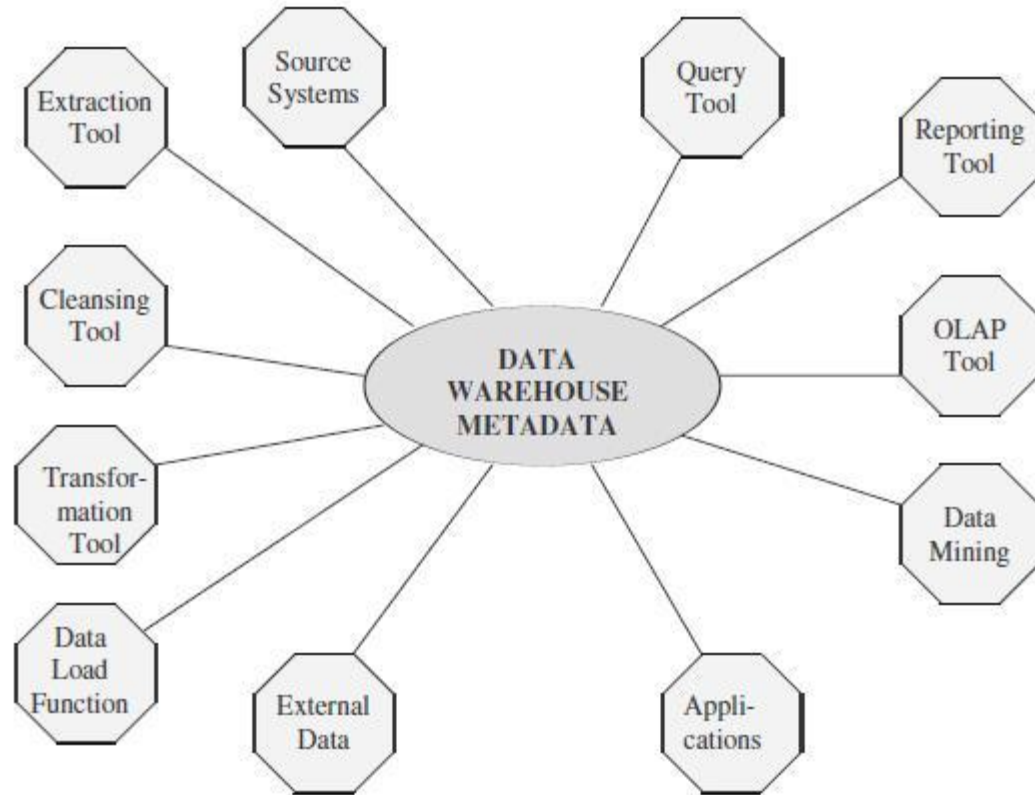 Source
Systems
Query
Tool
Extraction
Tool
Reporting
Tool
Cleansing
Tool
OLAP
Tool
DATA
WAREHOUSE
METADATA
Transfor-
mation
Tool
Data
Mining
Data
Load
Function
External
Data
Appli-
cations